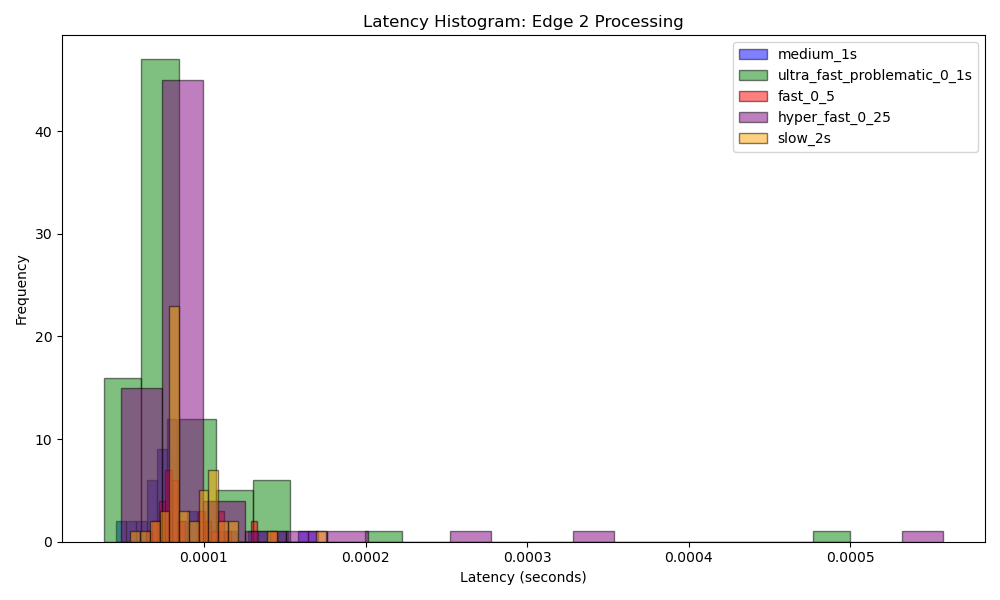 Latency Histogram: Edge 2 Processing
medium_1s
ultra_fast_problematic_0_1s
fast_0_5
hyper_fast_0_25
slow_2s
Frequency
40
30
20
10
0
0.0001
0.0002
0.0003
0.0004
0.0005
Latency (seconds)